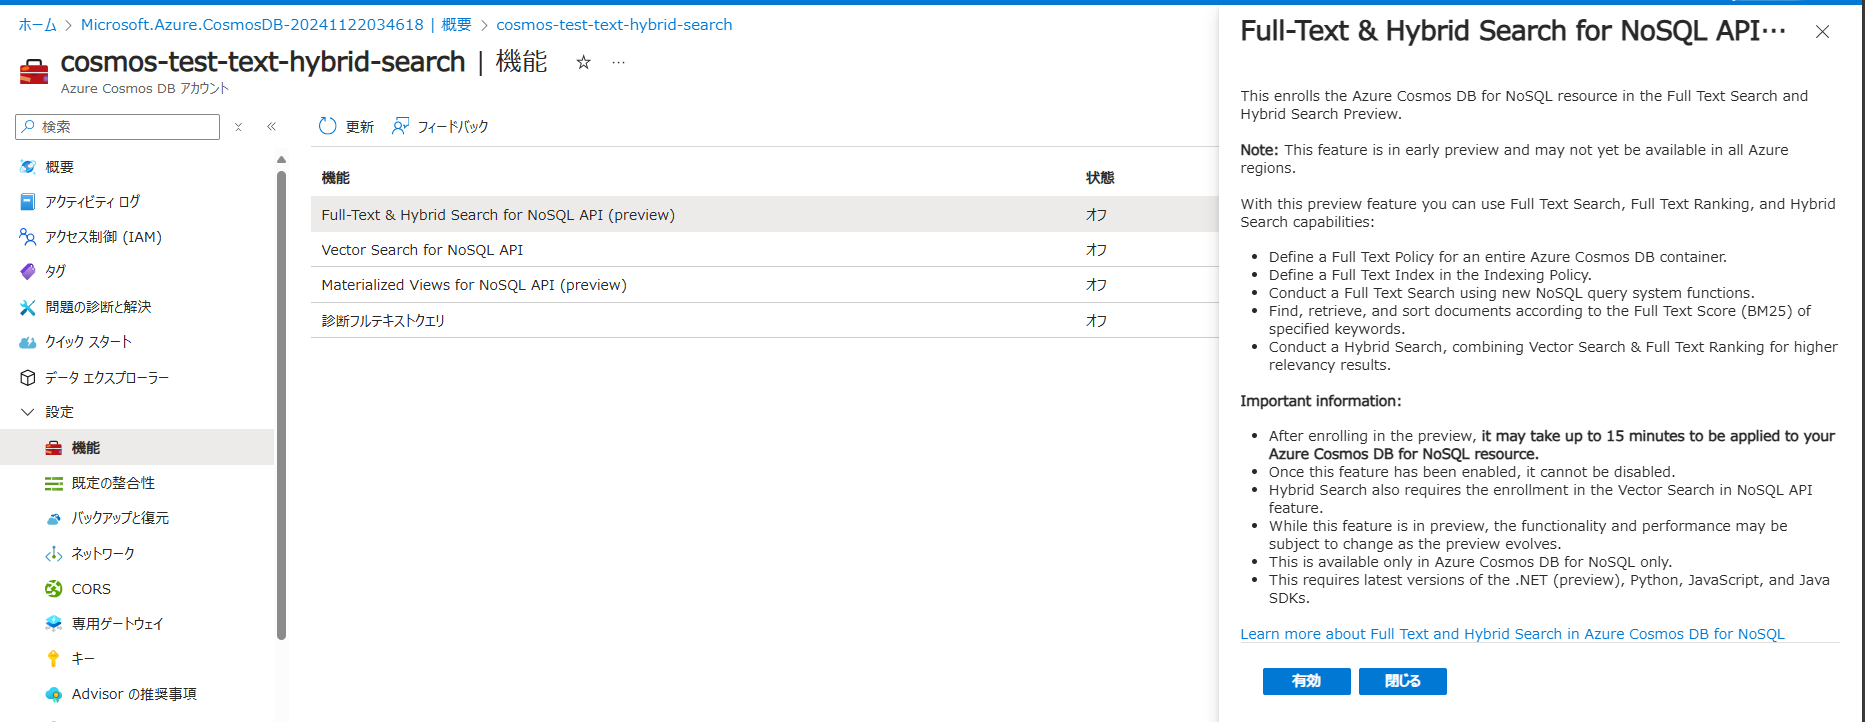 ホーム > Microsoft.Azure.CosmosDB-20241122034618 | 概要 > cosmos-test-text-hybrid-search
cosmos-test-text-hybrid-search | 機能 ☆ …
Azure Cosmos DB アカウント
検索
概要
アクティビティ ログ
アクセス制御 (IAM)
タグ
問題の診断と解決
クイック スタート
データ エクスプローラー
設定
機能
既定の整合性
バックアップと復元
ネットワーク
CORS
専用ゲートウェイ
キー
Advisor の推奨事項
更新 フィードバック
機能 状態
Full-Text & Hybrid Search for NoSQL API (preview) オフ
Vector Search for NoSQL API オフ
Materialized Views for NoSQL API (preview) オフ
診断フルテキストクエリ オフ
Full-Text & Hybrid Search for NoSQL API…
This enrolls the Azure Cosmos DB for NoSQL resource in the Full Text Search and
Hybrid Search Preview.
Note: This feature is in early preview and may not yet be available in all Azure
regions.
With this preview feature you can use Full Text Search, Full Text Ranking, and Hybrid
Search capabilities:
• Define a Full Text Policy for an entire Azure Cosmos DB container.
• Define a Full Text Index in the Indexing Policy.
• Conduct a Full Text Search using new NoSQL query system functions.
• Find, retrieve, and sort documents according to the Full Text Score (BM25) of
specified keywords.
• Conduct a Hybrid Search, combining Vector Search & Full Text Ranking for higher
relevancy results.
Important information:
• After enrolling in the preview, it may take up to 15 minutes to be applied to your
Azure Cosmos DB for NoSQL resource.
• Once this feature has been enabled, it cannot be disabled.
• Hybrid Search also requires the enrollment in the Vector Search in NoSQL API
feature.
• While this feature is in preview, the functionality and performance may be
subject to change as the preview evolves.
• This is available only in Azure Cosmos DB for NoSQL only.
• This requires latest versions of the .NET (preview), Python, JavaScript, and Java
SDKs.
Learn more about Full Text and Hybrid Search in Azure Cosmos DB for NoSQL
有効 閉じる